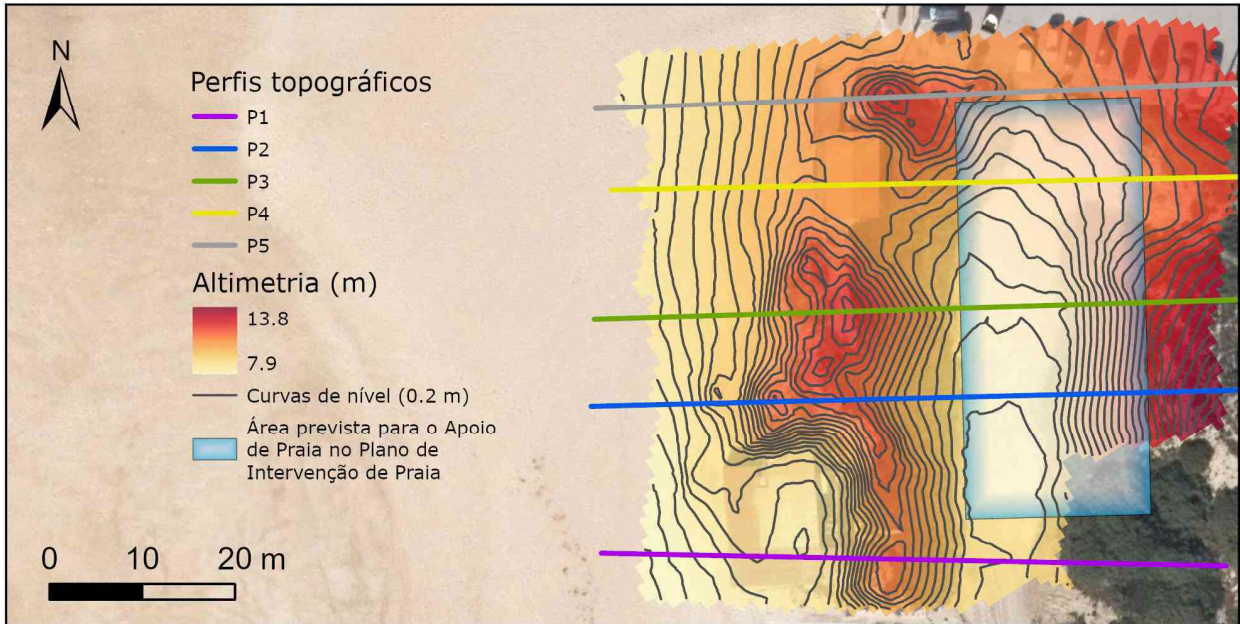 N
Perfis topográficos
P1
P2
P3
P4
P5
Altimetria (m)
13.8
7.9
Curvas de nível (0.2 m)
Área prevista para o Apoio
de Praia no Plano de
Intervenção de Praia
0 10 20 m